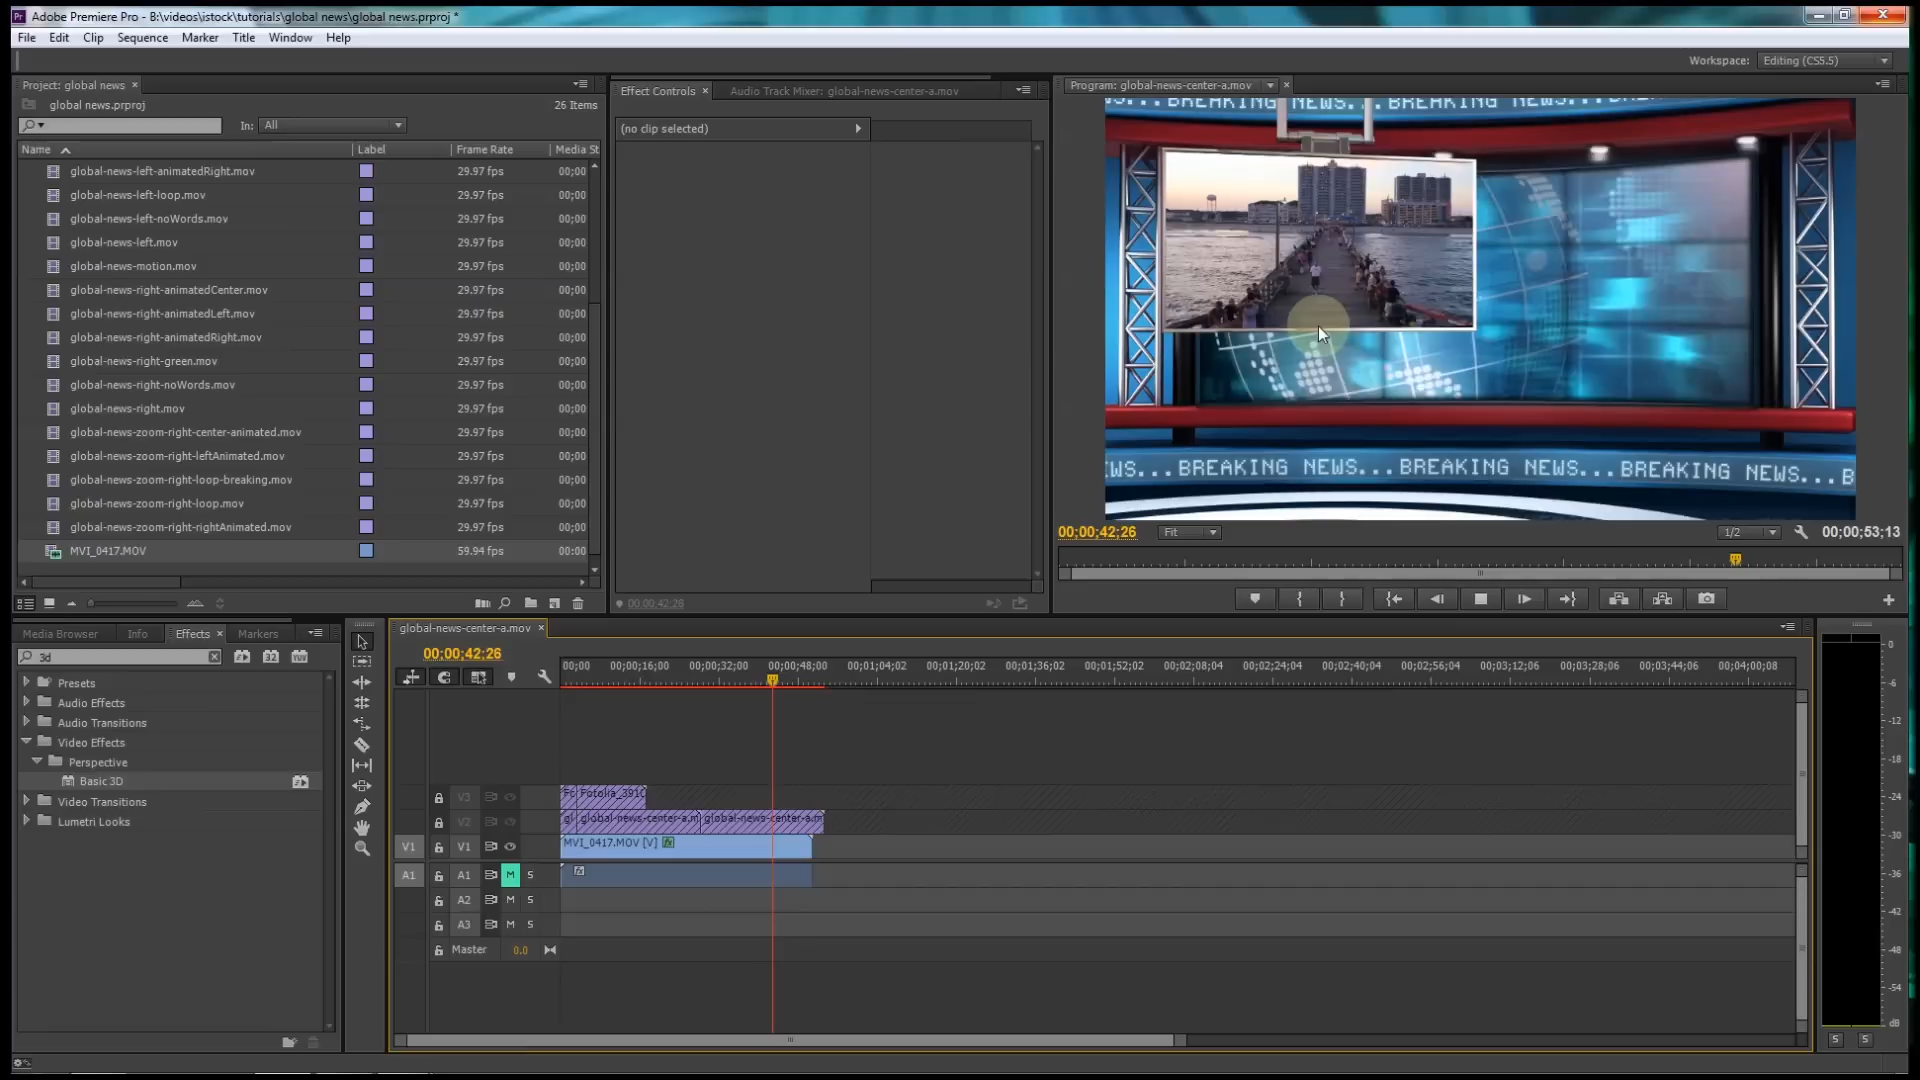 Adobe Premiere Pro - B:\videos\istock\tutorials\global news\global news.prproj *
File Edit Clip Sequence Marker Title Window Help
Workspace: Editing (CS5.5)
Project: global news ×
global news.prproj
26 Items
In: All
Name Label Frame Rate Media St
global-news-left-animatedRight.mov 29.97 fps 00;00
global-news-left-loop.mov 29.97 fps 00;00
global-news-left-noWords.mov 29.97 fps 00;00
global-news-left.mov 29.97 fps 00;00
global-news-motion.mov 29.97 fps 00;00
global-news-right-animatedCenter.mov 29.97 fps 00;00
global-news-right-animatedLeft.mov 29.97 fps 00;00
global-news-right-animatedRight.mov 29.97 fps 00;00
global-news-right-green.mov 29.97 fps 00;00
global-news-right-noWords.mov 29.97 fps 00;00
global-news-right.mov 29.97 fps 00;00
global-news-zoom-right-center-animated.mov 29.97 fps 00;00
global-news-zoom-right-leftAnimated.mov 29.97 fps 00;00
global-news-zoom-right-loop-breaking.mov 29.97 fps 00;00
global-news-zoom-right-loop.mov 29.97 fps 00;00
global-news-zoom-right-rightAnimated.mov 29.97 fps 00;00
MVI_0417.MOV 59.94 fps 00:00
Effect Controls × Audio Track Mixer: global-news-center-a.mov
(no clip selected)
00;00;42;26
Program: global-news-center-a.mov ×
WS...BREAKING NEWS...BREAKING NEWS...BREAKING NEWS...
WS...BREAKING NEWS...BREAKING NEWS...BREAKING NEWS...B
00;00;42;26 Fit 1/2 00;00;53;13
Media Browser Info Effects × Markers
3d
Presets
Audio Effects
Audio Transitions
Video Effects
Perspective
Basic 3D
Video Transitions
Lumetri Looks
global-news-center-a.mov ×
00;00;42;26
00;00 00;00;16;00 00;00;32;00 00;00;48;00 00;01;04;02 00;01;20;02 00;01;36;02 00;01;52;02 00;02;08;04 00;02;24;04 00;02;40;04 00;02;56;04 00;03;12;06 00;03;28;06 00;03;44;06 00;04;00;08
V3 Fo Fotolia_3910
V2 gl global-news-center-a.m global-news-center-a.m
V1 V1 MVI_0417.MOV [V] fx
A1 A1 M S fx
A2 M S
A3 M S
Master 0.0
0
-6
-12
-18
-24
-30
-36
-42
-48
-54
dB
S S